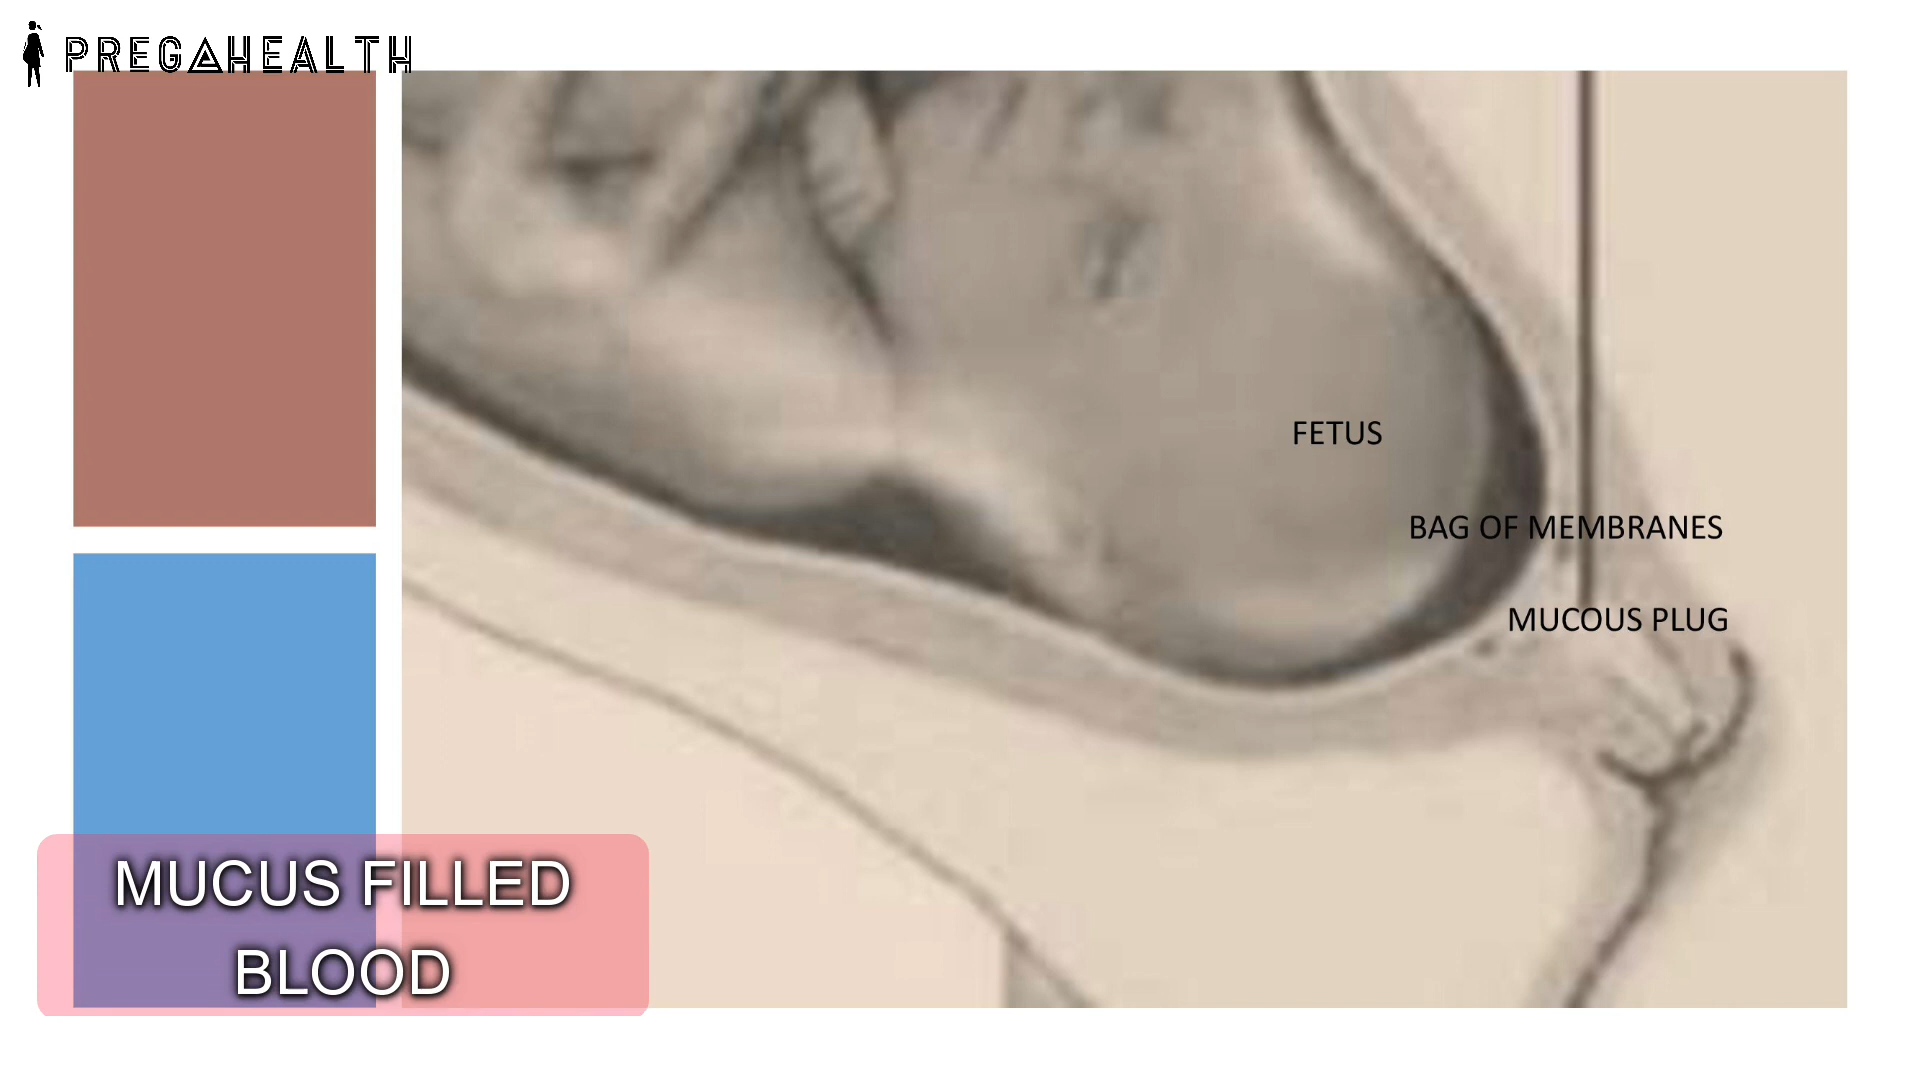 PREGAHEALTH
FETUS
BAG OF MEMBRANES
MUCOUS PLUG
MUCUS FILLED
BLOOD